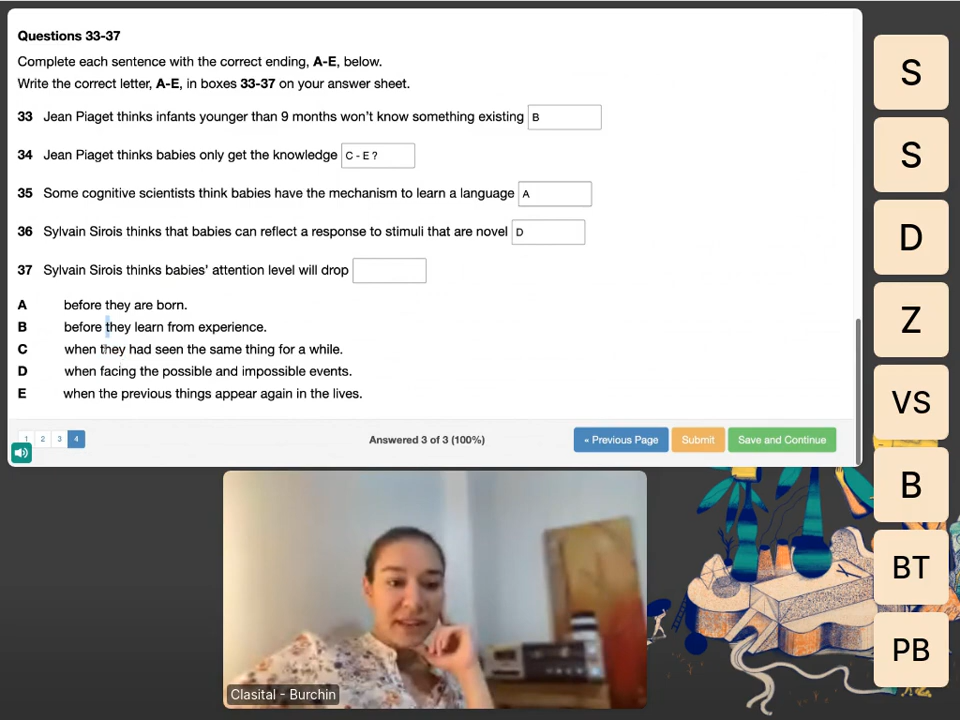 Questions 33-37
Complete each sentence with the correct ending, A-E, below.
Write the correct letter, A-E, in boxes 33-37 on your answer sheet.
33 Jean Piaget thinks infants younger than 9 months won't know something existing B
34 Jean Piaget thinks babies only get the knowledge C - E ?
35 Some cognitive scientists think babies have the mechanism to learn a language A
36 Sylvain Sirois thinks that babies can reflect a response to stimuli that are novel D
37 Sylvain Sirois thinks babies' attention level will drop
A before they are born.
B before they learn from experience.
C when they had seen the same thing for a while.
D when facing the possible and impossible events.
E when the previous things appear again in the lives.
1 2 3 4
Answered 3 of 3 (100%)
« Previous Page
Submit
Save and Continue
Clasital - Burchin
S
S
D
Z
VS
B
BT
PB